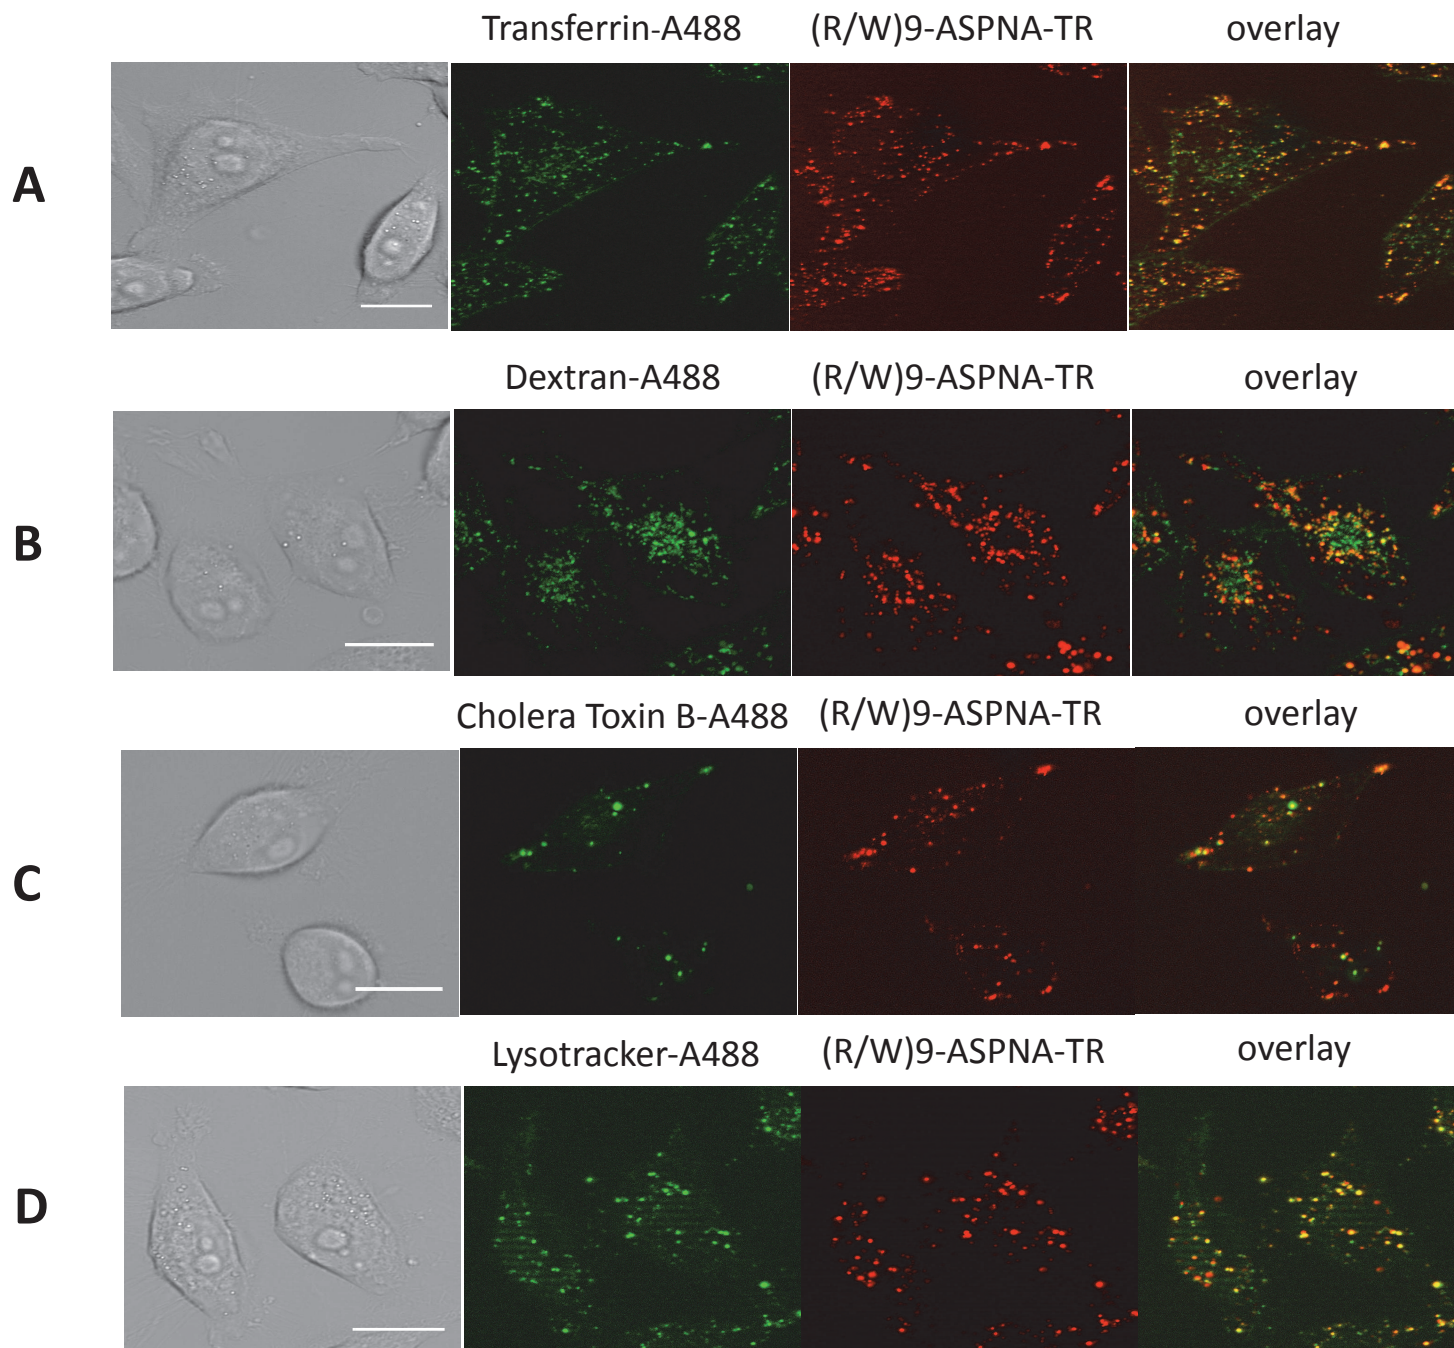 Transferrin-A488 (R/W)9-ASPNA-TR overlay
A
Dextran-A488 (R/W)9-ASPNA-TR overlay
B
Cholera Toxin B-A488 (R/W)9-ASPNA-TR overlay
C
Lysotracker-A488 (R/W)9-ASPNA-TR overlay
D